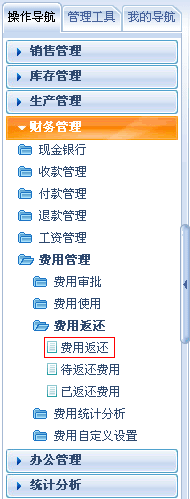 操作导航 管理工具 我的导航
销售管理
库存管理
生产管理
财务管理
现金银行
收款管理
付款管理
退款管理
工资管理
费用管理
费用审批
费用使用
费用返还
费用返还
待返还费用
已返还费用
费用统计分析
费用自定义设置
办公管理
统计分析